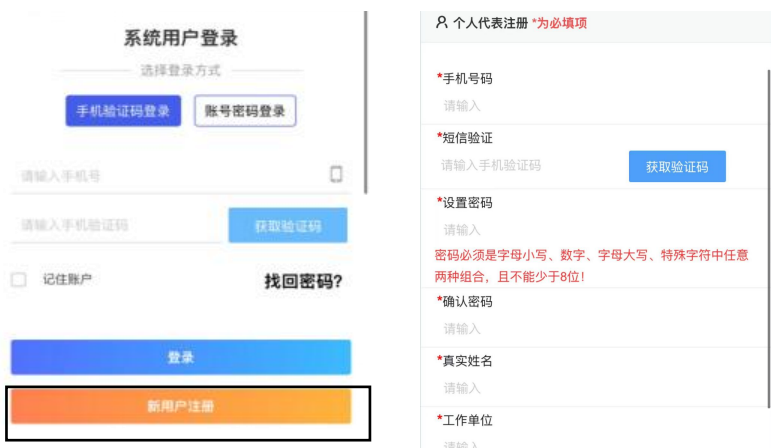 系统用户登录
选择登录方式
手机验证码登录
账号密码登录
请输入手机号
请输入手机验证码
获取验证码
记住账户
找回密码?
登录
新用户注册
个人代表注册 *为必填项
*手机号码
请输入
*短信验证
请输入手机验证码
获取验证码
*设置密码
请输入
密码必须是字母小写、数字、字母大写、特殊字符中任意
两种组合，且不能少于8位!
*确认密码
请输入
*真实姓名
请输入
*工作单位
请输入